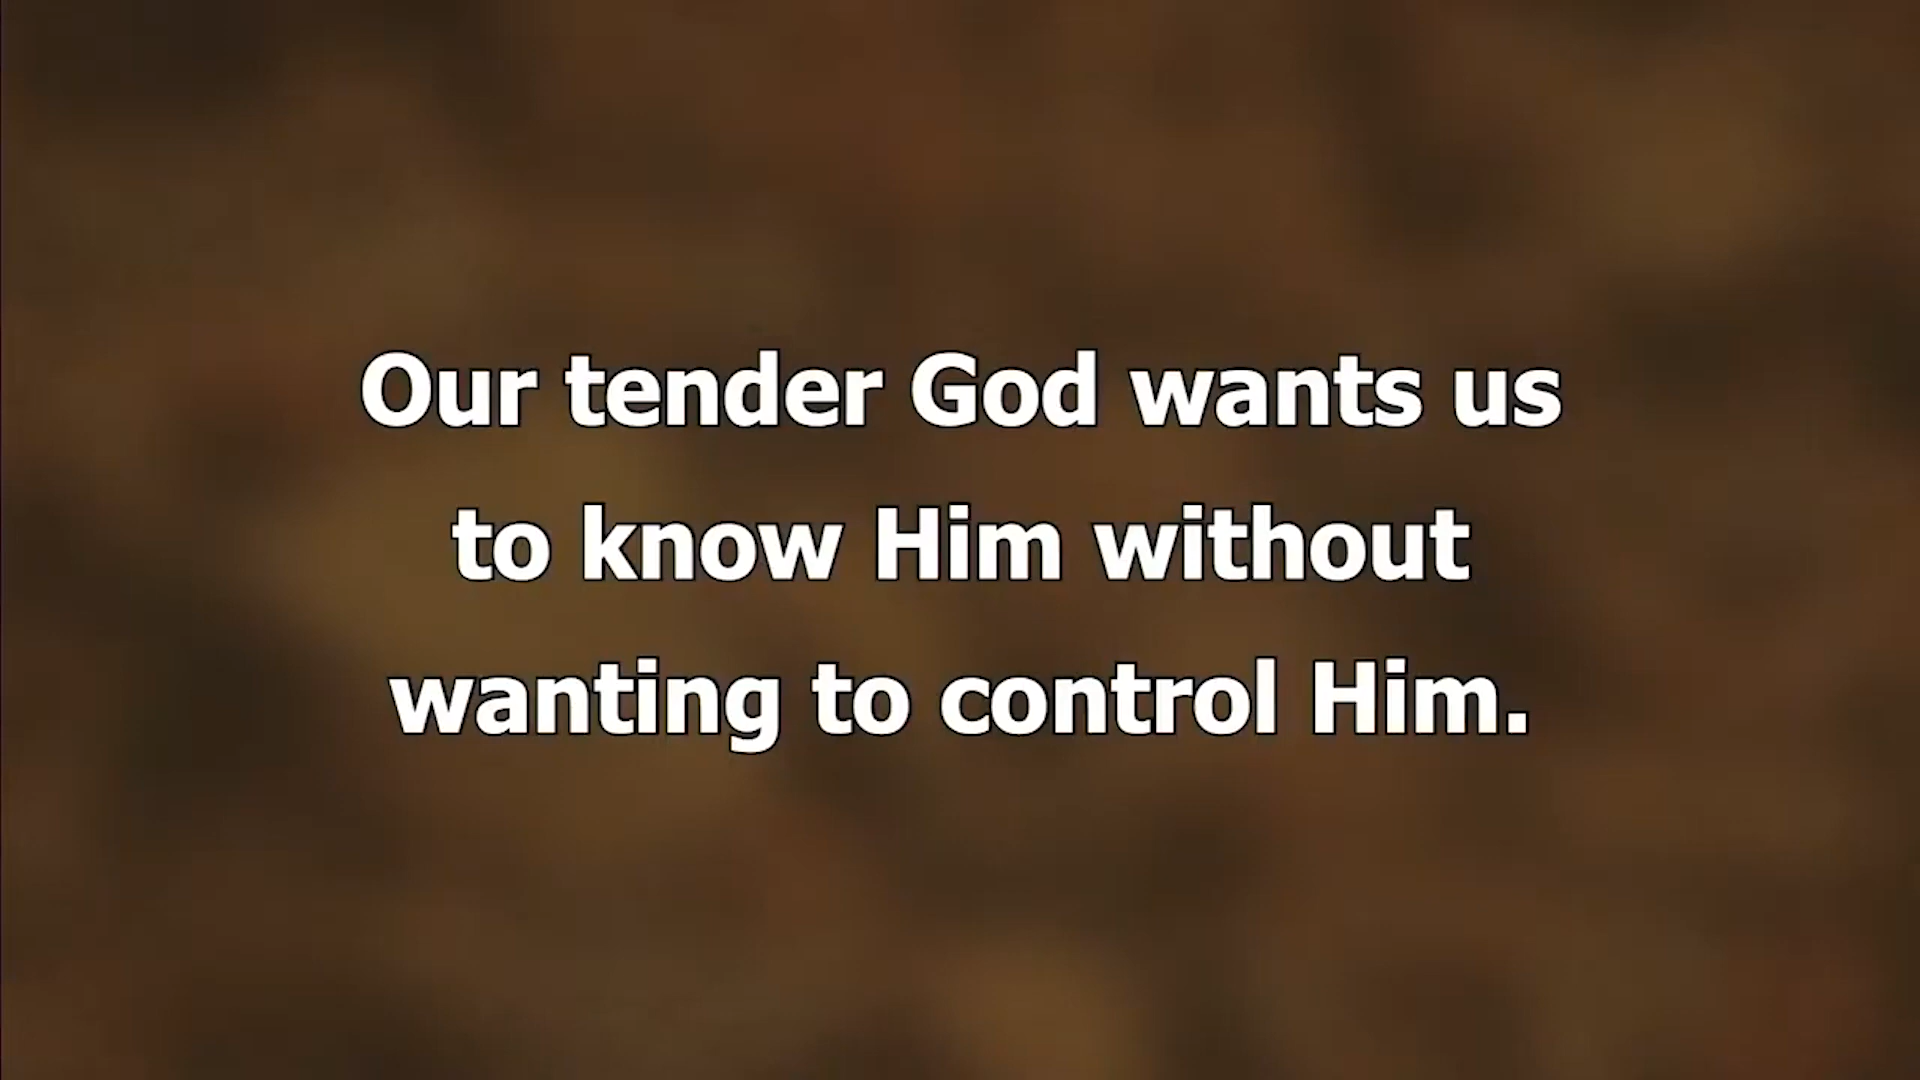 Our tender God wants us
to know Him without
wanting to control Him.